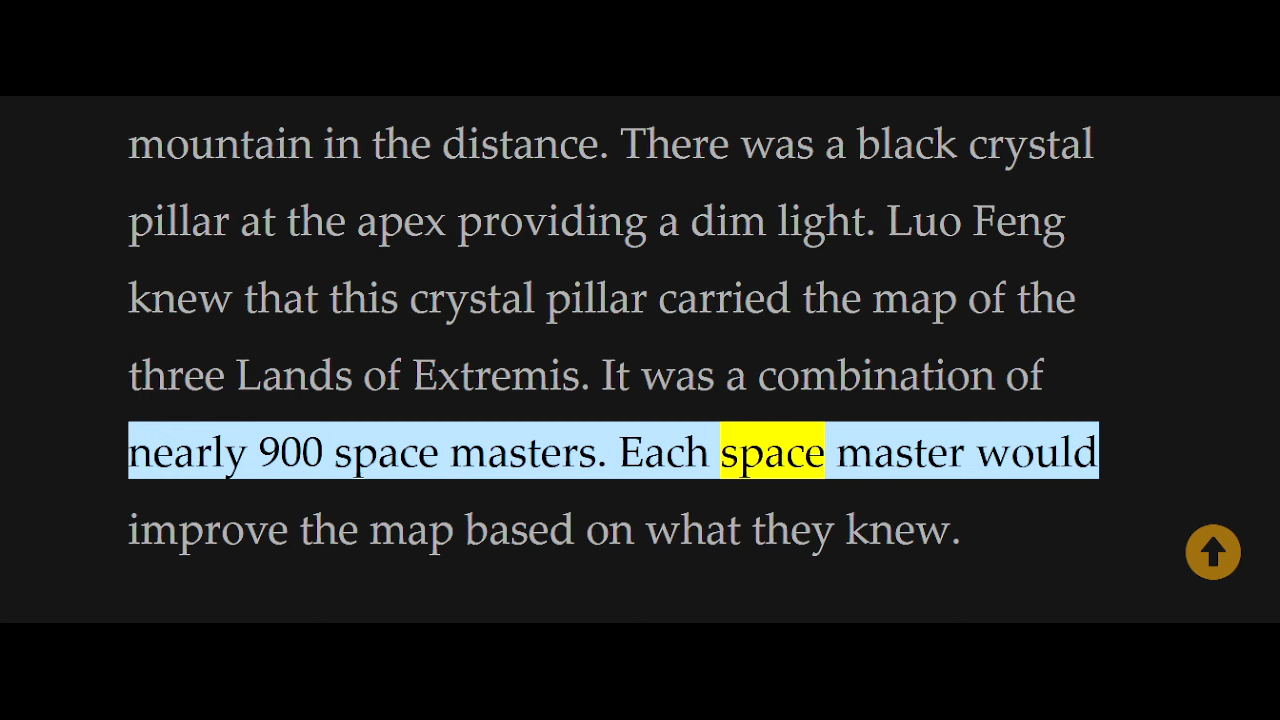 mountain in the distance. There was a black crystal
pillar at the apex providing a dim light. Luo Feng
knew that this crystal pillar carried the map of the
three Lands of Extremis. It was a combination of
nearly 900 space masters. Each space master would
improve the map based on what they knew.